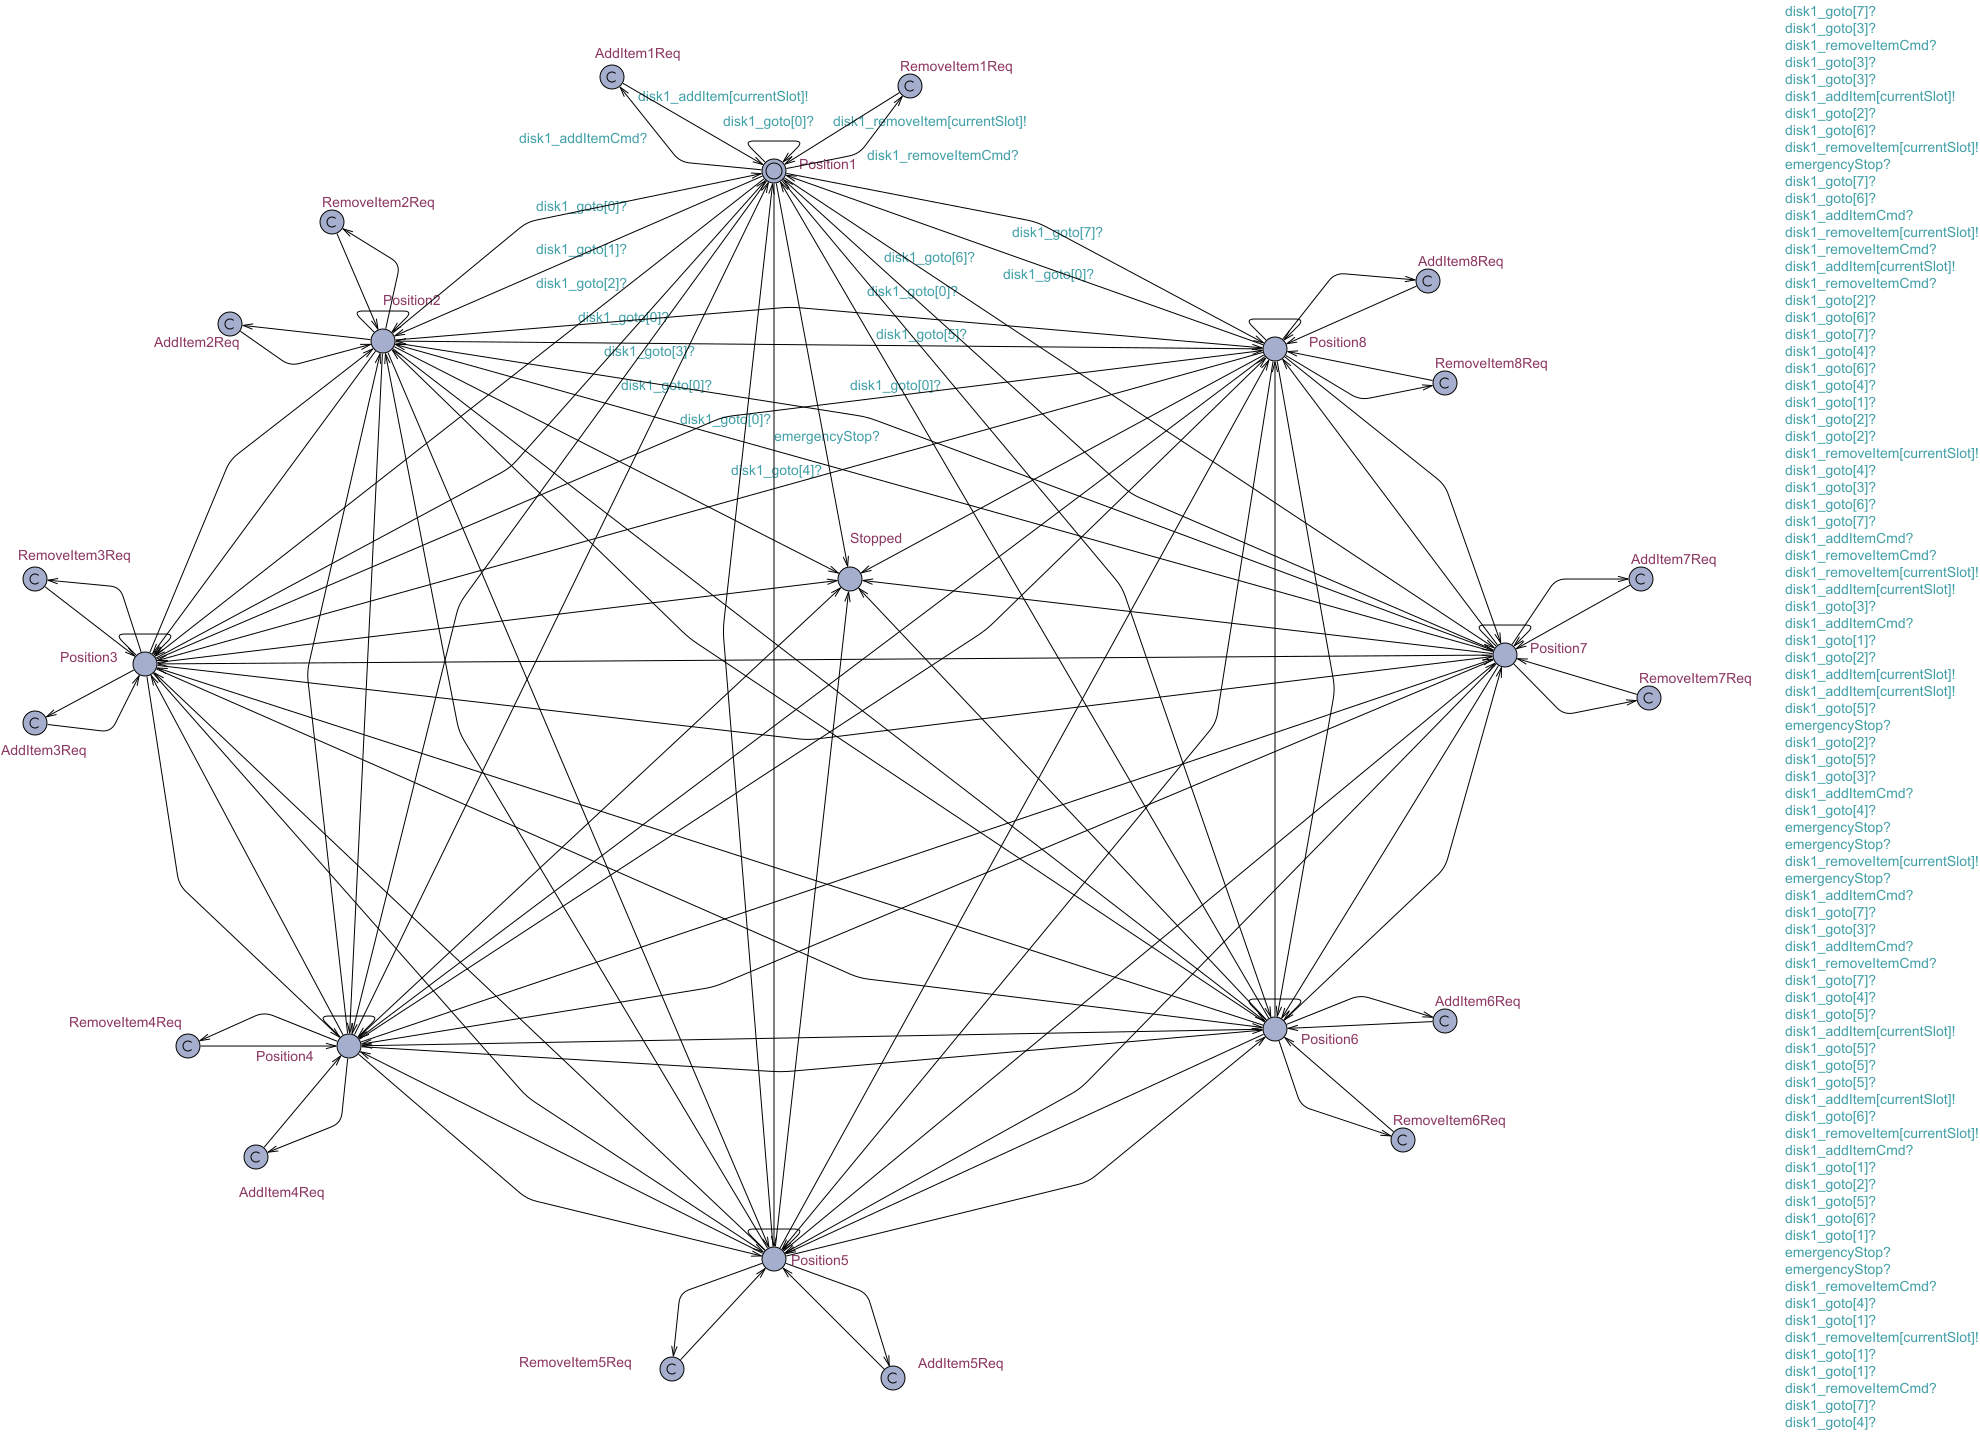 AddItem1Req
RemoveItem1Req
disk1_addItem[currentSlot]!
disk1_goto[0]?
disk1_removeItem[currentSlot]!
disk1_addItemCmd?
disk1_removeItemCmd?
Position1
RemoveItem2Req
disk1_goto[0]?
disk1_goto[7]?
disk1_goto[1]?
disk1_goto[6]?
AddItem8Req
disk1_goto[0]?
disk1_goto[2]?
disk1_goto[0]?
Position2
disk1_goto[0]?
disk1_goto[5]?
AddItem2Req
Position8
disk1_goto[3]?
RemoveItem8Req
disk1_goto[0]?
disk1_goto[0]?
disk1_goto[0]?
emergencyStop?
disk1_goto[4]?
Stopped
RemoveItem3Req
AddItem7Req
Position3
Position7
RemoveItem7Req
AddItem3Req
AddItem6Req
RemoveItem4Req
Position6
Position4
RemoveItem6Req
AddItem4Req
Position5
RemoveItem5Req
AddItem5Req
disk1_goto[7]?
disk1_goto[3]?
disk1_removeItemCmd?
disk1_goto[3]?
disk1_goto[3]?
disk1_addItem[currentSlot]!
disk1_goto[2]?
disk1_goto[6]?
disk1_removeItem[currentSlot]!
emergencyStop?
disk1_goto[7]?
disk1_goto[6]?
disk1_addItemCmd?
disk1_removeItem[currentSlot]!
disk1_removeItemCmd?
disk1_addItem[currentSlot]!
disk1_removeItemCmd?
disk1_goto[2]?
disk1_goto[6]?
disk1_goto[7]?
disk1_goto[4]?
disk1_goto[6]?
disk1_goto[4]?
disk1_goto[1]?
disk1_goto[2]?
disk1_goto[2]?
disk1_removeItem[currentSlot]!
disk1_goto[4]?
disk1_goto[3]?
disk1_goto[6]?
disk1_goto[7]?
disk1_addItemCmd?
disk1_removeItemCmd?
disk1_removeItem[currentSlot]!
disk1_addItem[currentSlot]!
disk1_goto[3]?
disk1_addItemCmd?
disk1_goto[1]?
disk1_goto[2]?
disk1_addItem[currentSlot]!
disk1_addItem[currentSlot]!
disk1_goto[5]?
emergencyStop?
disk1_goto[2]?
disk1_goto[5]?
disk1_goto[3]?
disk1_addItemCmd?
disk1_goto[4]?
emergencyStop?
emergencyStop?
disk1_removeItem[currentSlot]!
emergencyStop?
disk1_addItemCmd?
disk1_goto[7]?
disk1_goto[3]?
disk1_addItemCmd?
disk1_removeItemCmd?
disk1_goto[7]?
disk1_goto[4]?
disk1_goto[5]?
disk1_addItem[currentSlot]!
disk1_goto[5]?
disk1_goto[5]?
disk1_goto[5]?
disk1_addItem[currentSlot]!
disk1_goto[6]?
disk1_removeItem[currentSlot]!
disk1_addItemCmd?
disk1_goto[1]?
disk1_goto[2]?
disk1_goto[5]?
disk1_goto[6]?
disk1_goto[1]?
emergencyStop?
emergencyStop?
disk1_removeItemCmd?
disk1_goto[4]?
disk1_goto[1]?
disk1_removeItem[currentSlot]!
disk1_goto[1]?
disk1_goto[1]?
disk1_removeItemCmd?
disk1_goto[7]?
disk1_goto[4]?